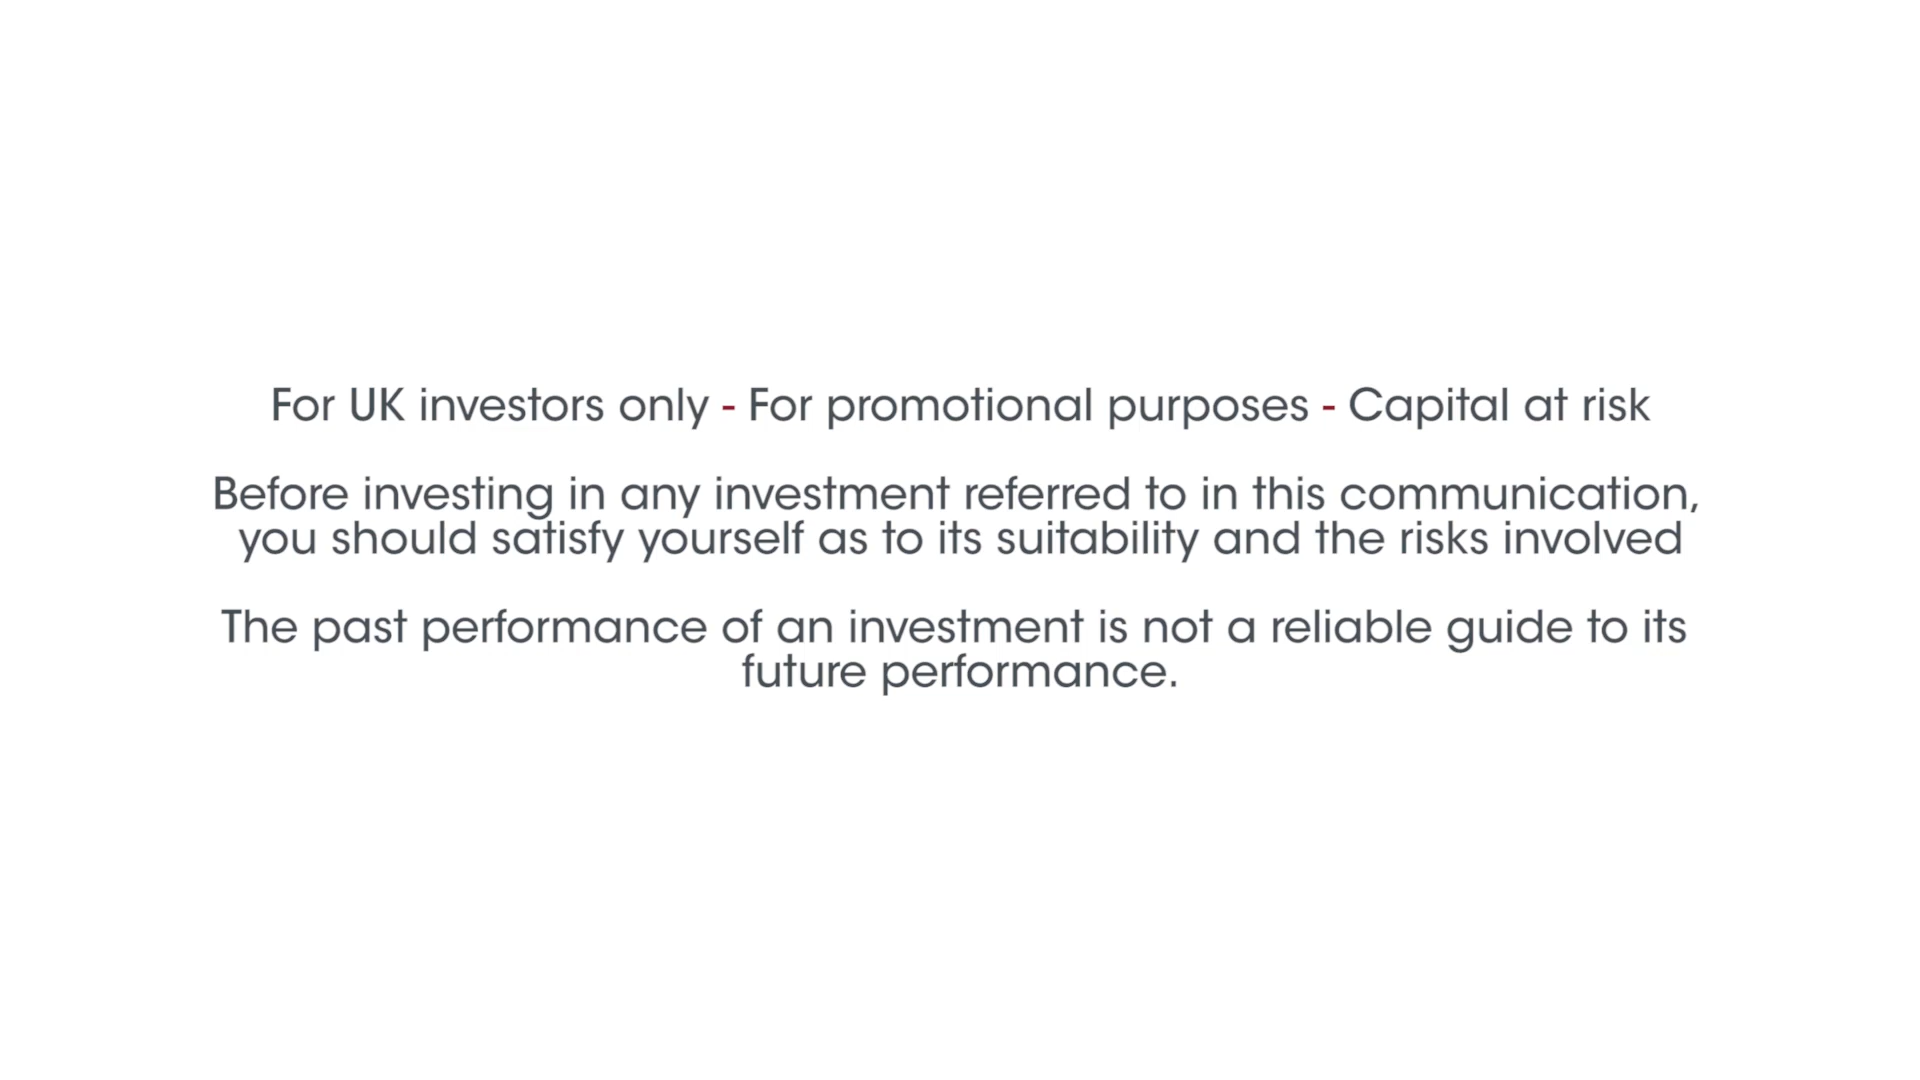 For UK investors only - For promotional purposes - Capital at risk
Before investing in any investment referred to in this communication,
you should satisfy yourself as to its suitability and the risks involved
The past performance of an investment is not a reliable guide to its
future performance.